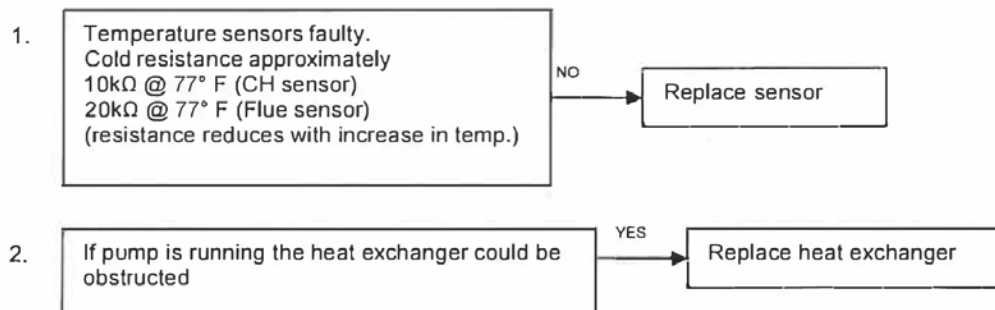 1.
Temperature sensors faulty.
Cold resistance approximately
10kΩ @ 77° F (CH sensor)
20kΩ @ 77° F (Flue sensor)
(resistance reduces with increase in temp.)
NO
Replace sensor
2.
If pump is running the heat exchanger could be
obstructed
YES
Replace heat exchanger